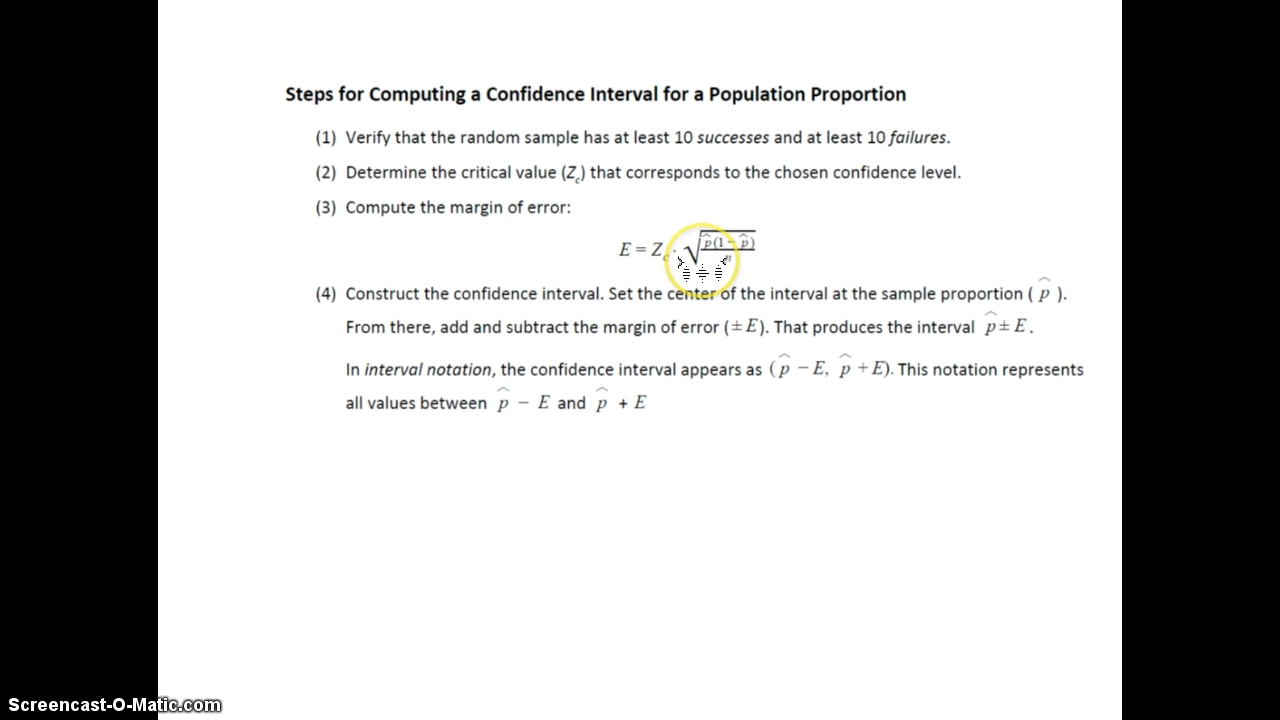 Steps for Computing a Confidence Interval for a Population Proportion
(1) Verify that the random sample has at least 10 successes and at least 10 failures.
(2) Determine the critical value (Z_c) that corresponds to the chosen confidence level.
(3) Compute the margin of error:
E = Z_c · √(p̂(1 − p̂)/n)
(4) Construct the confidence interval. Set the center of the interval at the sample proportion ( p̂ ).
From there, add and subtract the margin of error (± E). That produces the interval p̂ ± E.
In interval notation, the confidence interval appears as (p̂ − E, p̂ + E). This notation represents
all values between p̂ − E and p̂ + E
Screencast-O-Matic.com